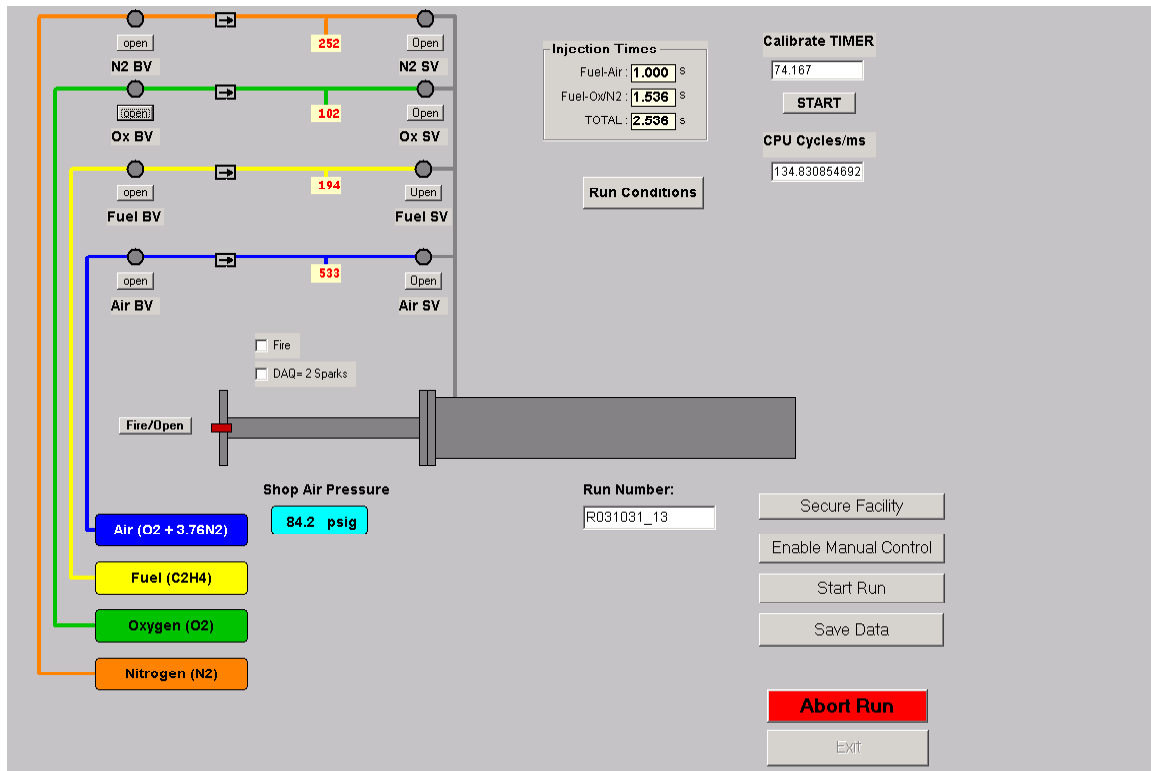 open
N2 BV
252
Open
N2 SV
open
Ox BV
102
Open
Ox SV
open
Fuel BV
194
Upen
Fuel SV
open
Air BV
533
Open
Air SV
Injection Times
Fuel-Air : 1.000 s
Fuel-Ox/N2 : 1.536 s
TOTAL : 2.536 s
Run Conditions
Calibrate TIMER
74.167
START
CPU Cycles/ms
134.830854692
Fire
DAQ= 2 Sparks
Fire/Open
Shop Air Pressure
84.2 psig
Run Number:
R031031_13
Air (O2 + 3.76N2)
Fuel (C2H4)
Oxygen (O2)
Nitrogen (N2)
Secure Facility
Enable Manual Control
Start Run
Save Data
Abort Run
Exit